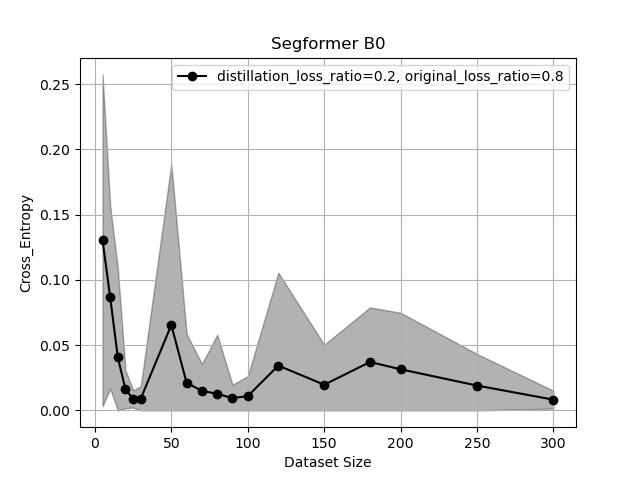 Segformer B0
distillation_loss_ratio=0.2, original_loss_ratio=0.8
0.25
0.20
0.15
0.10
0.05
0.00
Cross_Entropy
0 50 100 150 200 250 300
Dataset Size